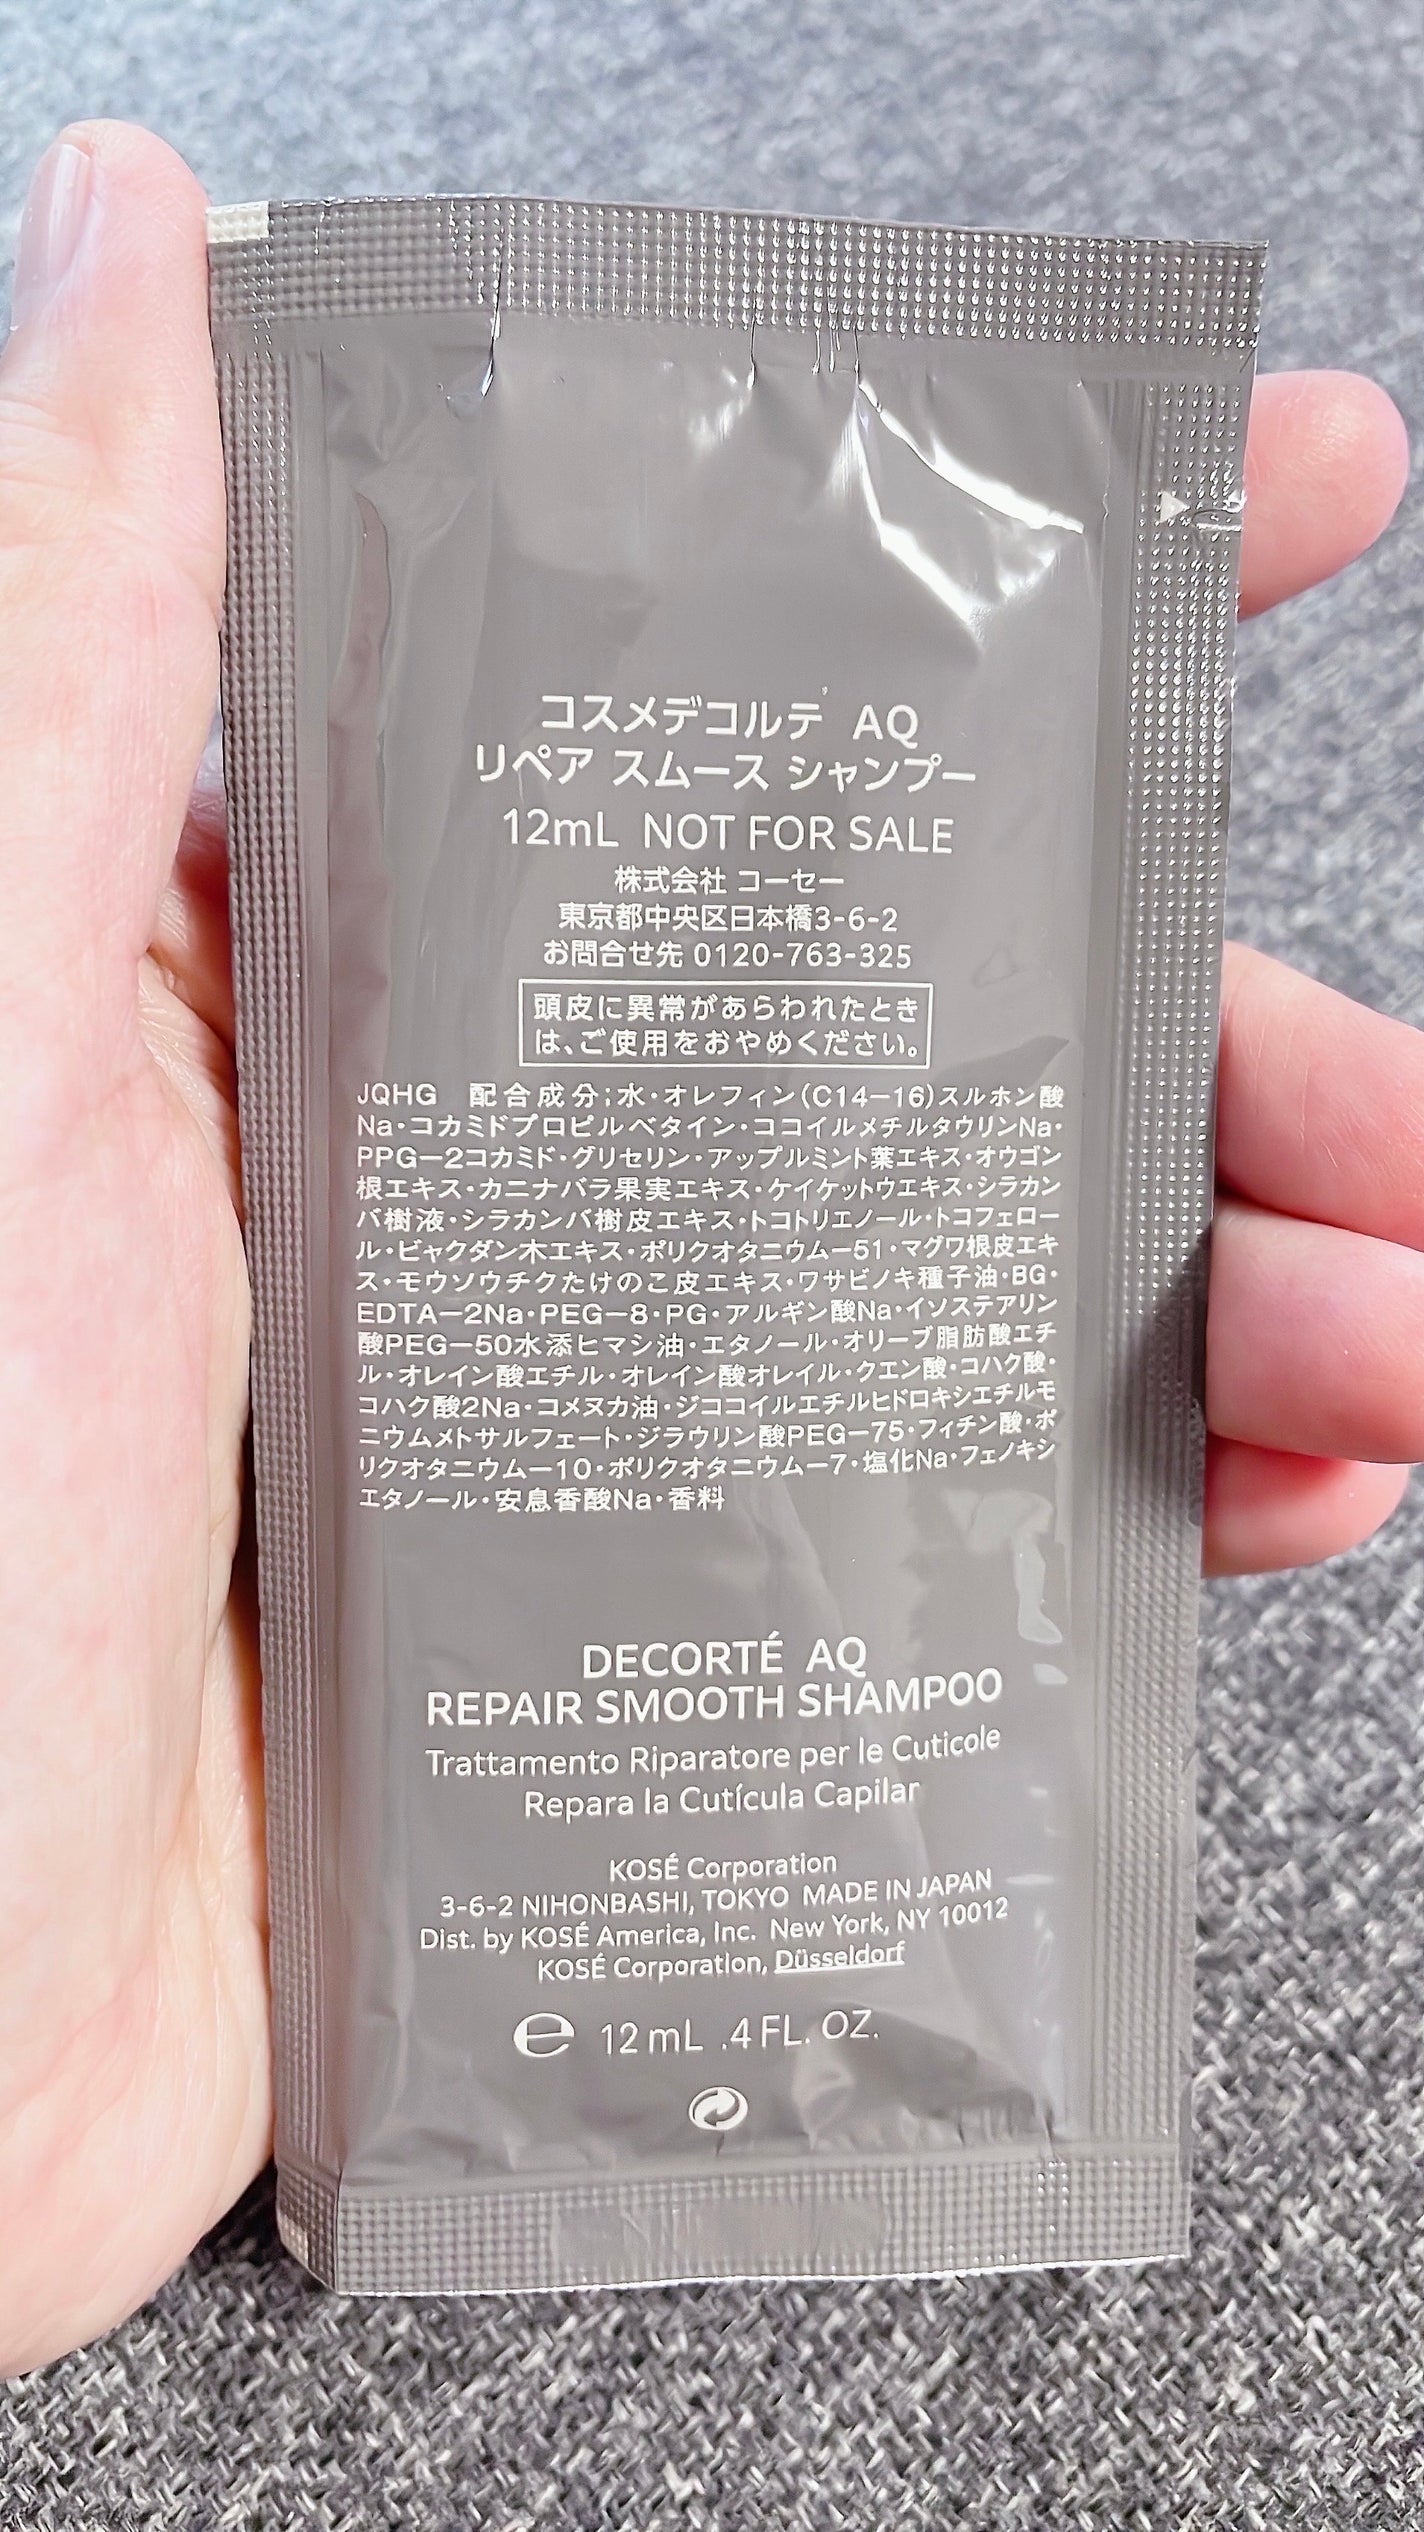 コスメデコルテ AQ
リペア スムース シャンプー
12mL NOT FOR SALE
株式会社 コーセー
東京都中央区日本橋3-6-2
お問合せ先 0120-763-325
頭皮に異常があらわれたとき
は、ご使用をおやめください。
JQHG 配合成分;水・オレフィン(C14−16)スルホン酸
Na・コカミドプロピルベタイン・ココイルメチルタウリンNa・
PPG−2コカミド・グリセリン・アップルミント葉エキス・オウゴン
根エキス・カニナバラ果実エキス・ケイケットウエキス・シラカン
バ樹液・シラカンバ樹皮エキス・トコトリエノール・トコフェロー
ル・ビャクダン木エキス・ポリクオタニウム−51・マグワ根皮エキ
ス・モウソウチクたけのこ皮エキス・ワサビノキ種子油・BG・
EDTA−2Na・PEG−8・PG・アルギン酸Na・イソステアリン
酸PEG−50水添ヒマシ油・エタノール・オリーブ脂肪酸エチ
ル・オレイン酸エチル・オレイン酸オレイル・クエン酸・コハク酸・
コハク酸2Na・コメヌカ油・ジココイルエチルヒドロキシエチルモ
ニウムメトサルフェート・ジラウリン酸PEG−75・フィチン酸・ポ
リクオタニウム−10・ポリクオタニウム−7・塩化Na・フェノキシ
エタノール・安息香酸Na・香料
DECORTÉ AQ
REPAIR SMOOTH SHAMPOO
Trattamento Riparatore per le Cuticole
Repara la Cutícula Capilar
KOSÉ Corporation
3-6-2 NIHONBASHI, TOKYO MADE IN JAPAN
Dist. by KOSÉ America, Inc. New York, NY 10012
KOSÉ Corporation, Düsseldorf
℮ 12 mL .4 FL. OZ.